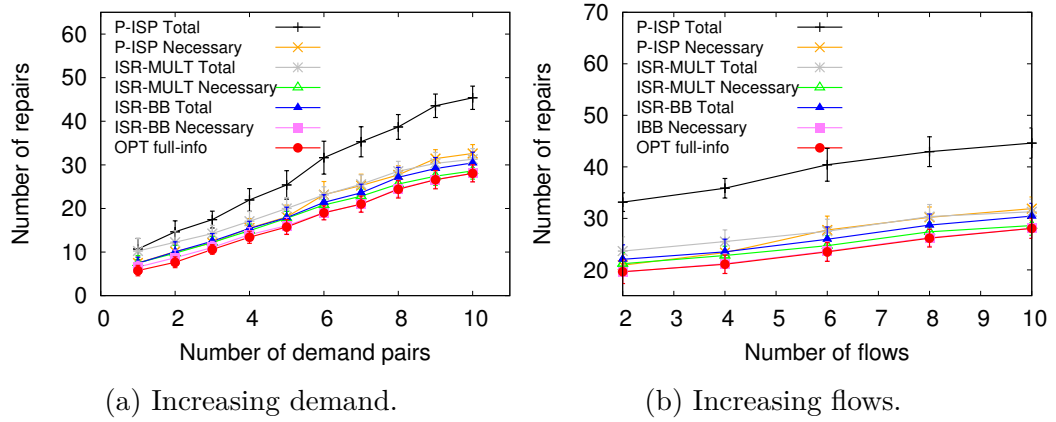 Number of repairs
65
60
50
40
30
20
10
0
P-ISP Total
P-ISP Necessary
ISR-MULT Total
ISR-MULT Necessary
ISR-BB Total
ISR-BB Necessary
OPT full-info
0 2 4 6 8 10
Number of demand pairs
(a) Increasing demand.
Number of repairs
70
60
50
40
30
20
P-ISP Total
P-ISP Necessary
ISR-MULT Total
ISR-MULT Necessary
ISR-BB Total
IBB Necessary
OPT full-info
2 3 4 5 6 7 8 9 10
Number of flows
(b) Increasing flows.